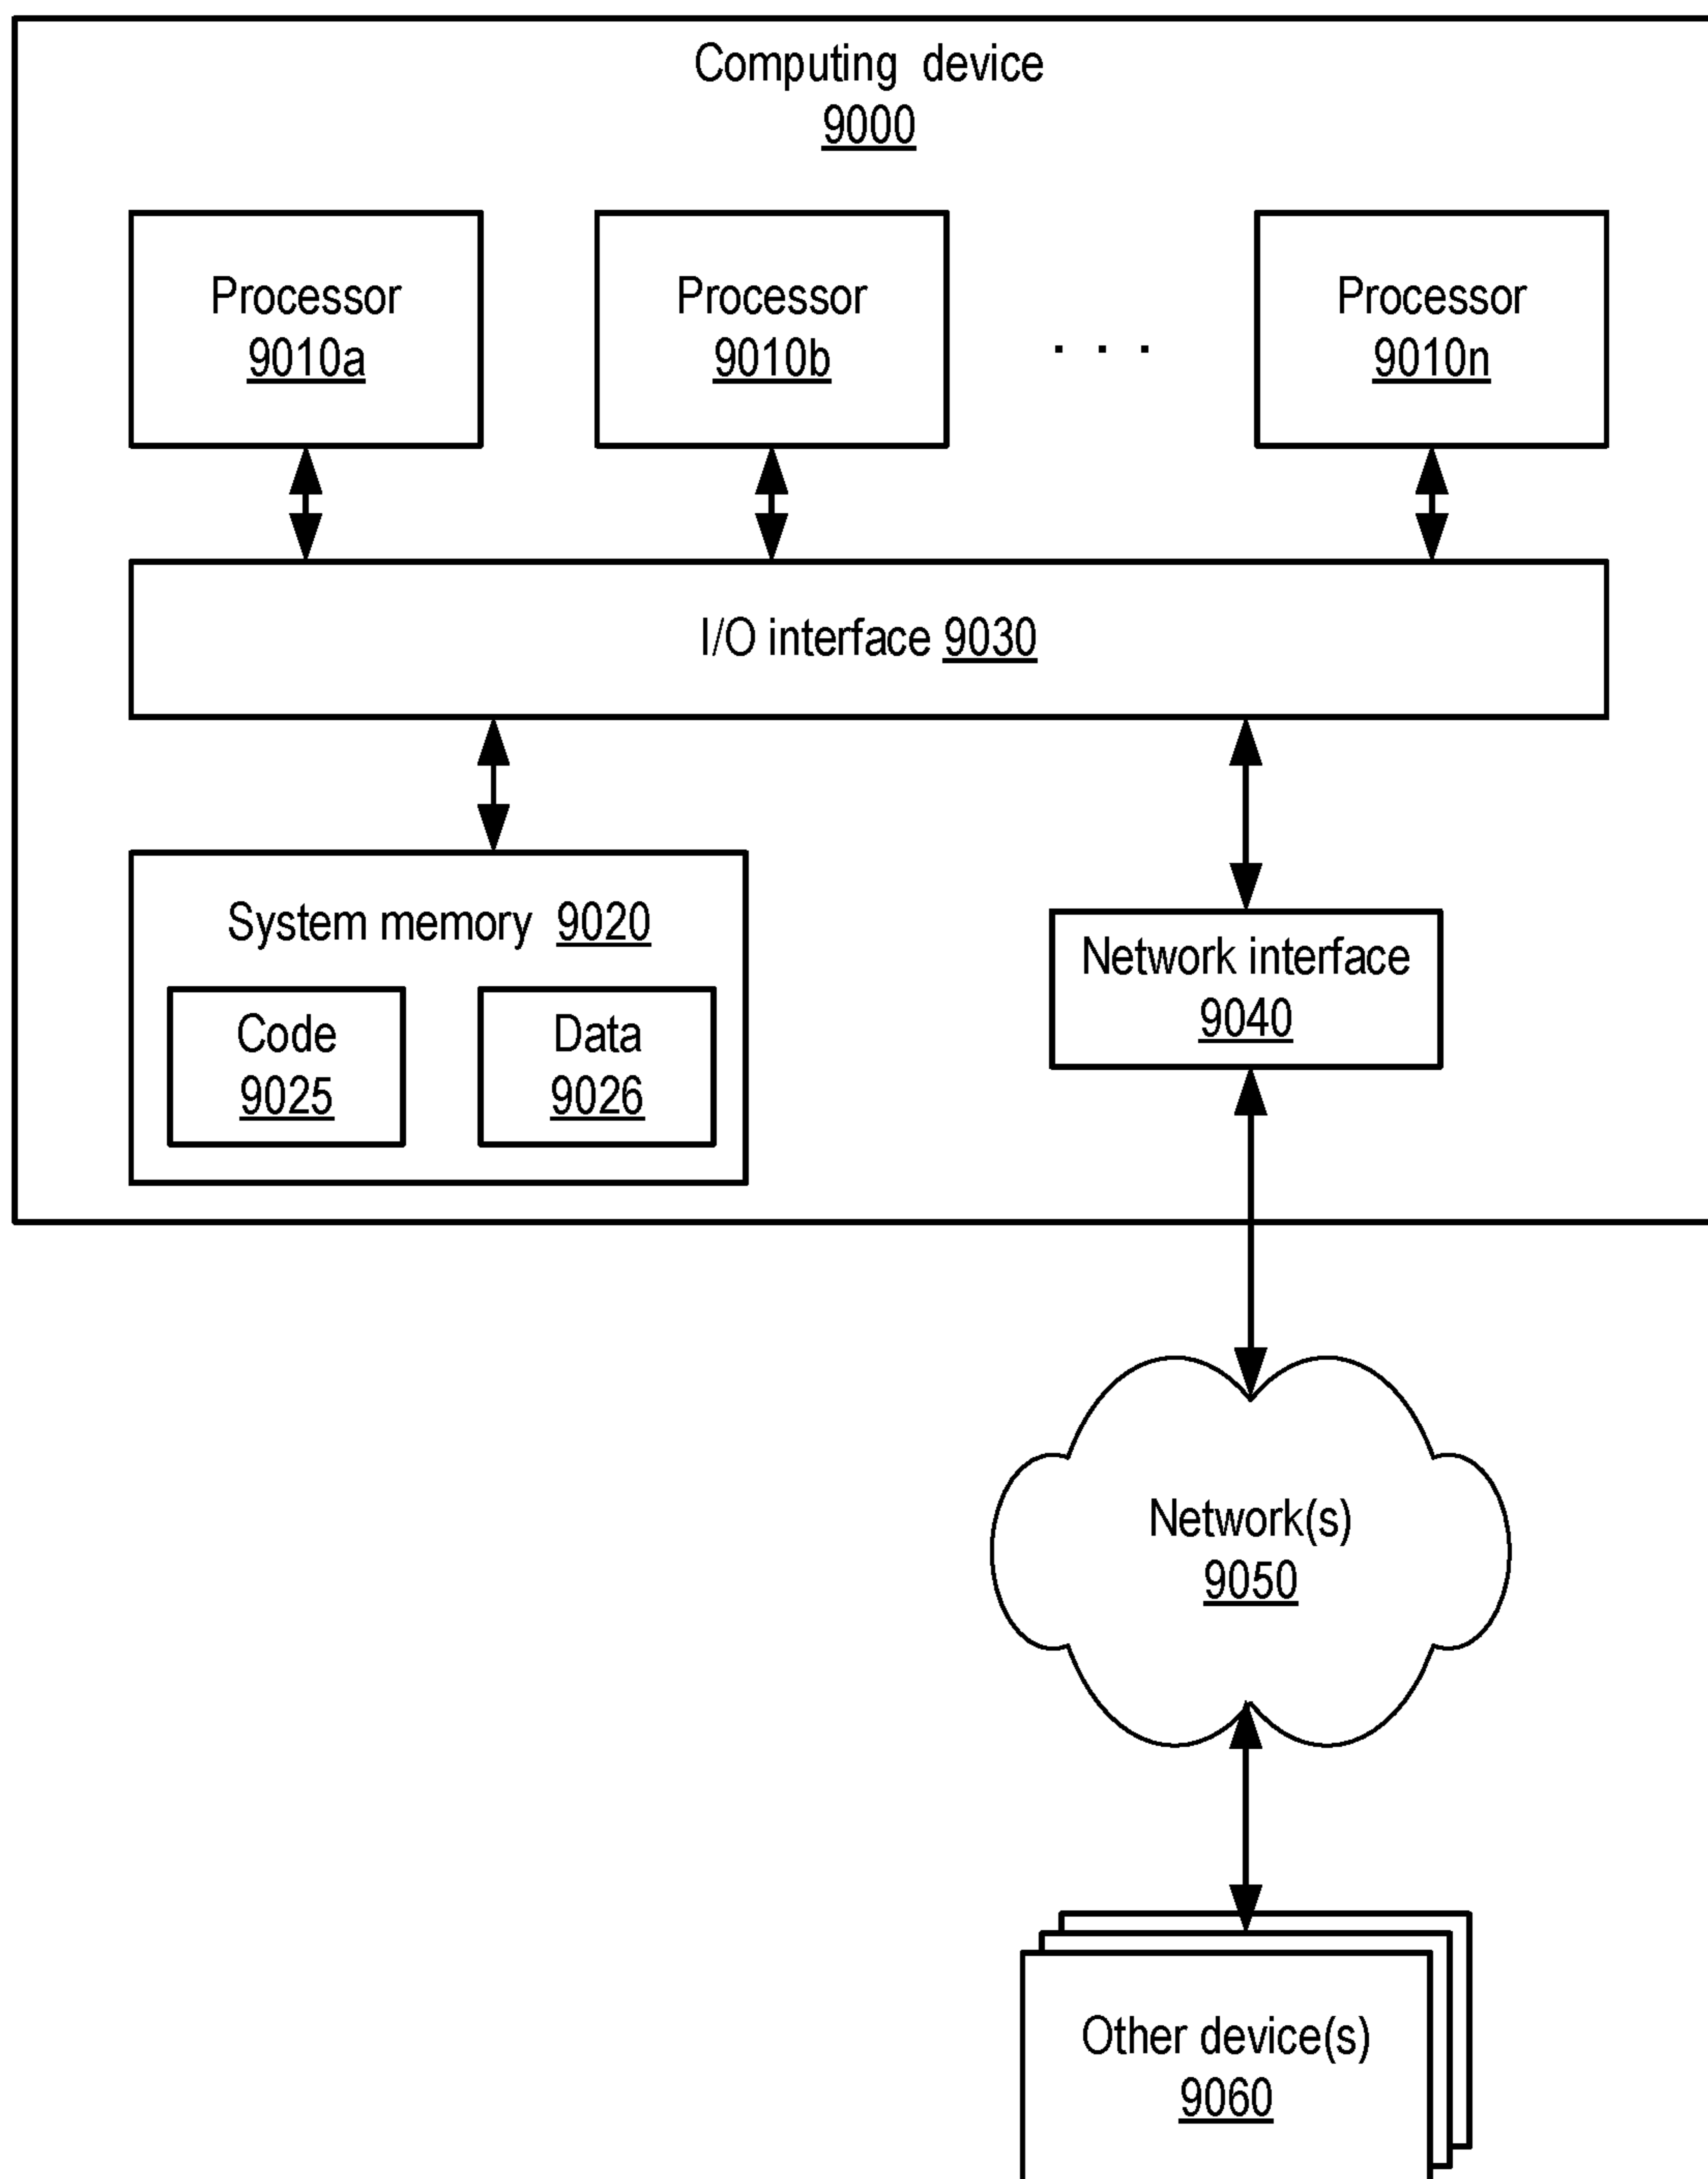 Computing device
9000
Processor
9010a
Processor
9010b
. . .
Processor
9010n
I/O interface 9030
System memory 9020
Code
9025
Data
9026
Network interface
9040
Network(s)
9050
Other device(s)
9060